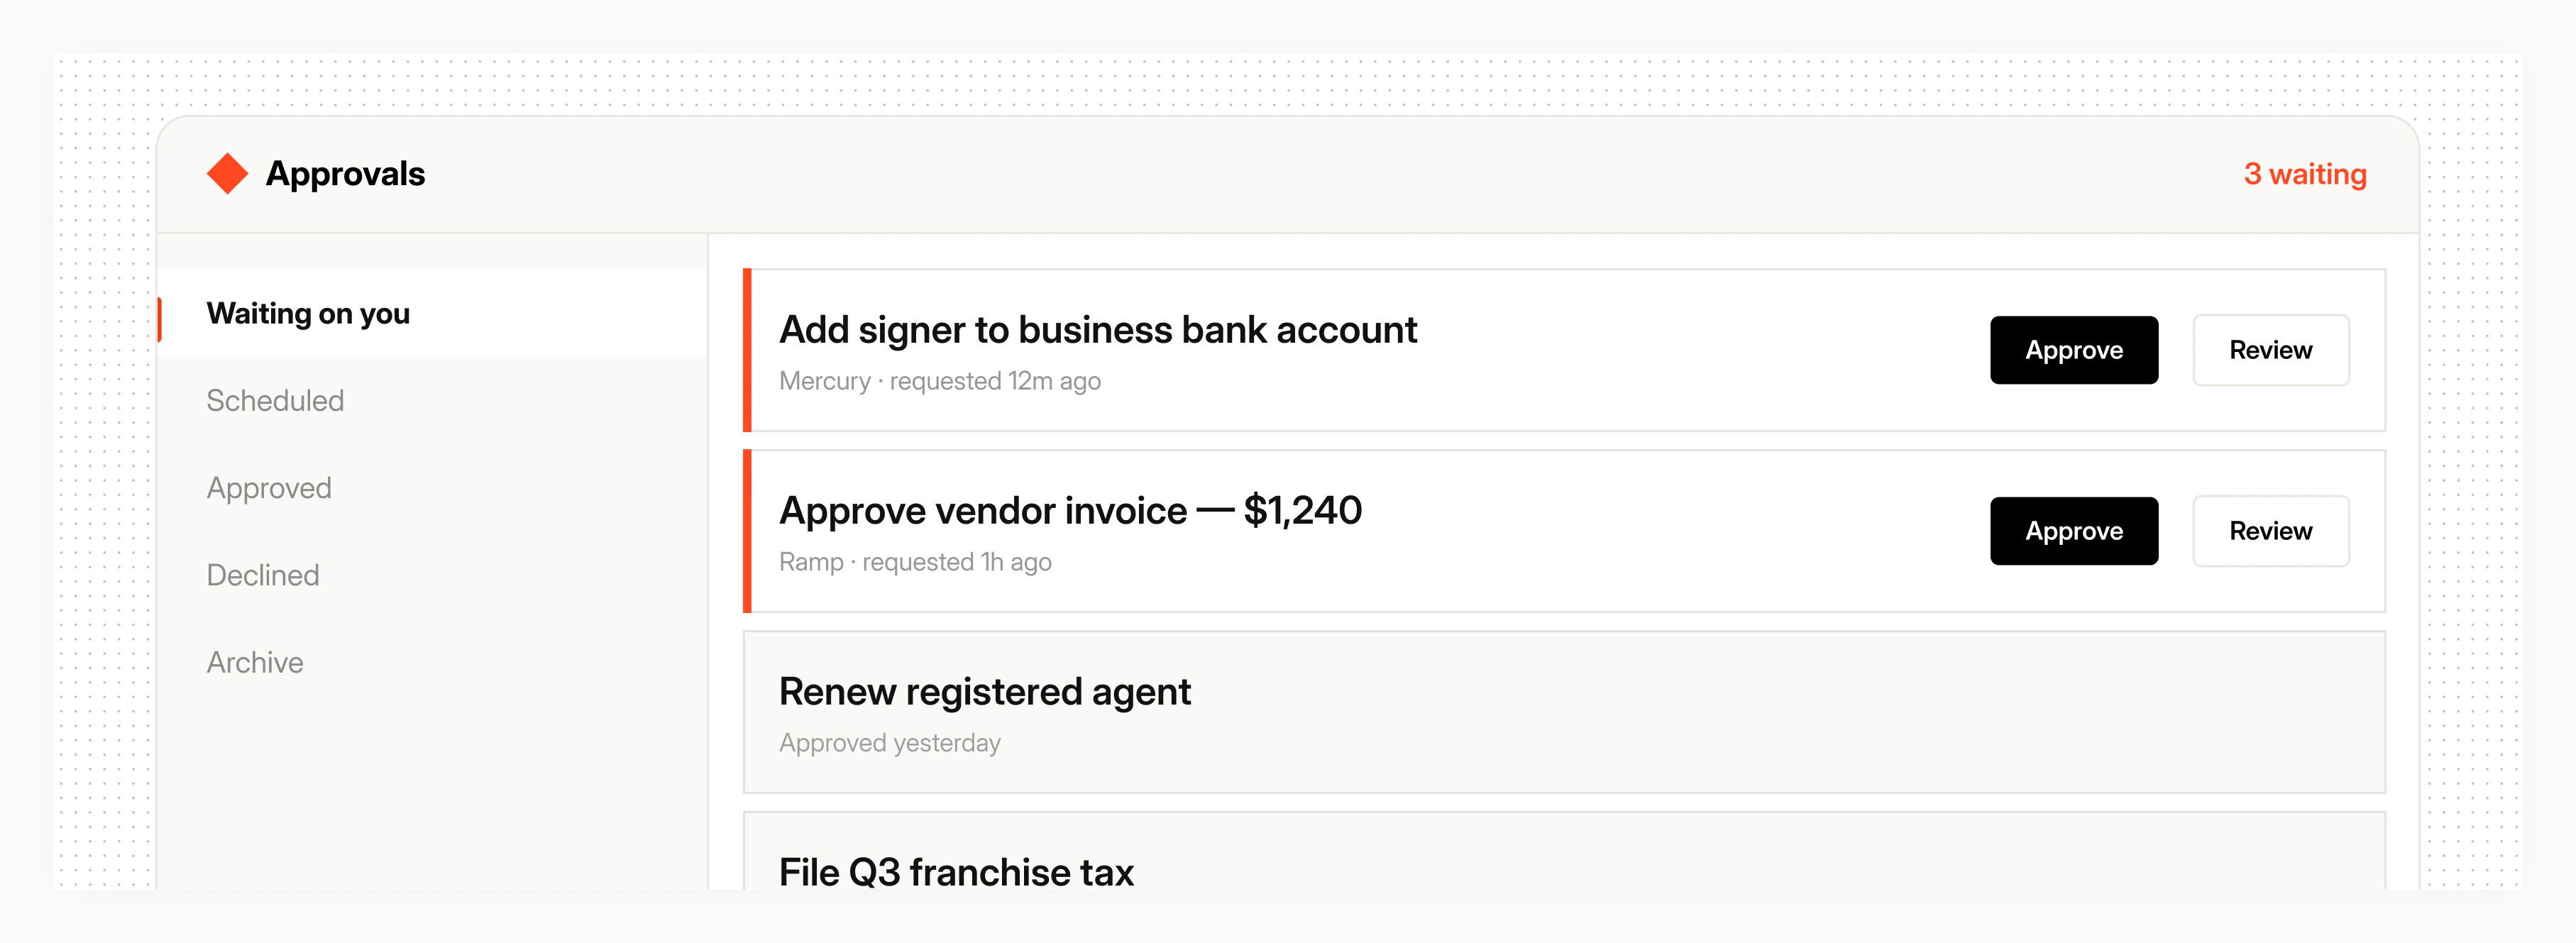 Approvals
3 waiting
Waiting on you
Scheduled
Approved
Declined
Archive
Add signer to business bank account
Mercury · requested 12m ago
Approve
Review
Approve vendor invoice — $1,240
Ramp · requested 1h ago
Approve
Review
Renew registered agent
Approved yesterday
File Q3 franchise tax